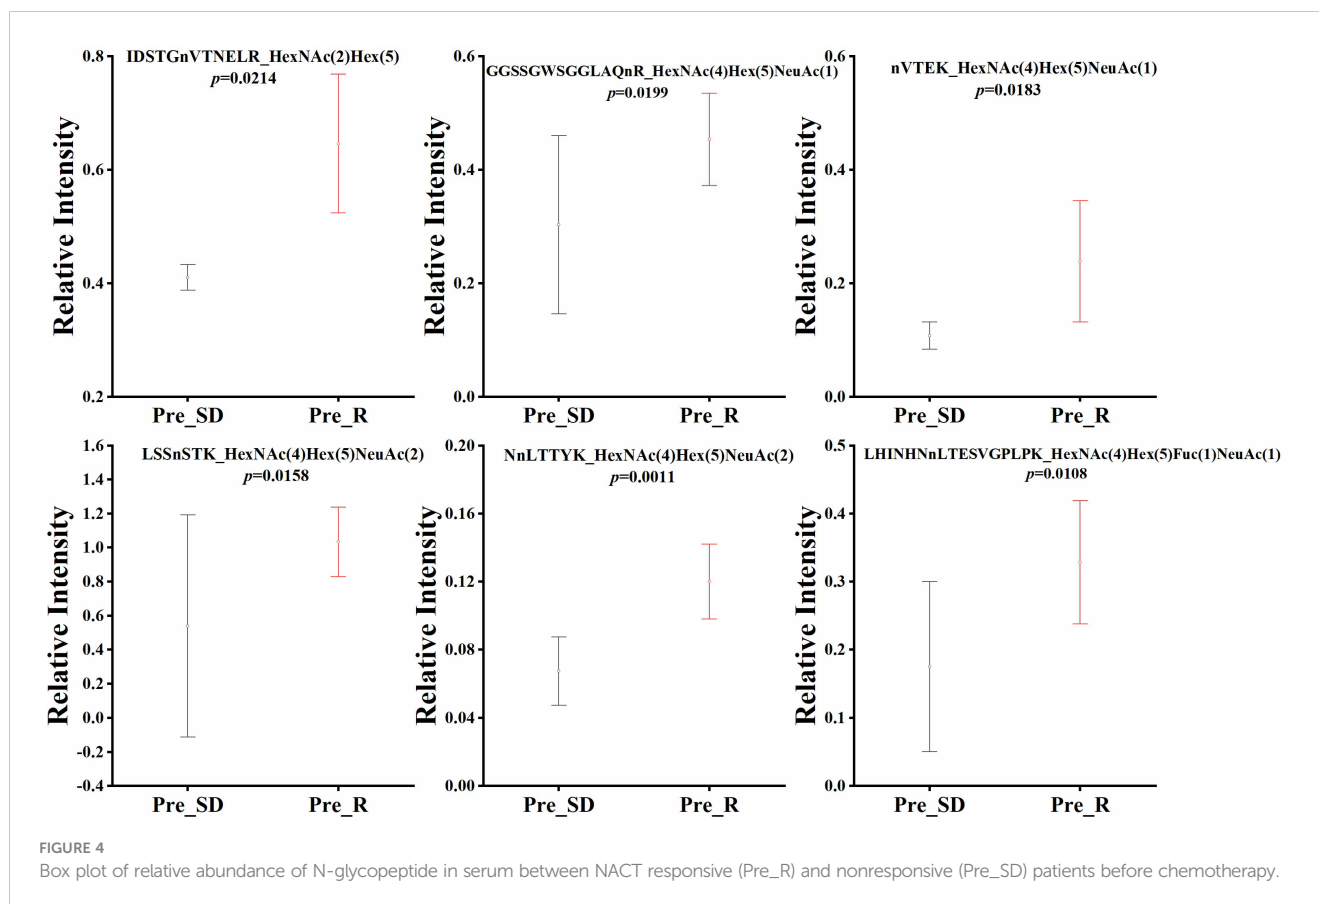 IDSTGnVTNELR_HexNAc(2)Hex(5)
p=0.0214
Relative Intensity
0.8
0.6
0.4
0.2
Pre_SD
Pre_R
GGSSGWSGGLAQnR_HexNAc(4)Hex(5)NeuAc(1)
p=0.0199
Relative Intensity
0.6
0.4
0.2
0.0
Pre_SD
Pre_R
nVTEK_HexNAc(4)Hex(5)NeuAc(1)
p=0.0183
Relative Intensity
0.6
0.4
0.2
0.0
Pre_SD
Pre_R
LSSnSTK_HexNAc(4)Hex(5)NeuAc(2)
p=0.0158
Relative Intensity
1.6
1.4
1.2
1.0
0.8
0.6
0.4
0.2
0.0
-0.2
-0.4
Pre_SD
Pre_R
NnLTTYK_HexNAc(4)Hex(5)NeuAc(2)
p=0.0011
Relative Intensity
0.20
0.16
0.12
0.08
0.04
0.00
Pre_SD
Pre_R
LHINHNnLTESVGPLPK_HexNAc(4)Hex(5)Fuc(1)NeuAc(1)
p=0.0108
Relative Intensity
0.5
0.4
0.3
0.2
0.1
0.0
Pre_SD
Pre_R
FIGURE 4
Box plot of relative abundance of N-glycopeptide in serum between NACT responsive (Pre_R) and nonresponsive (Pre_SD) patients before chemotherapy.